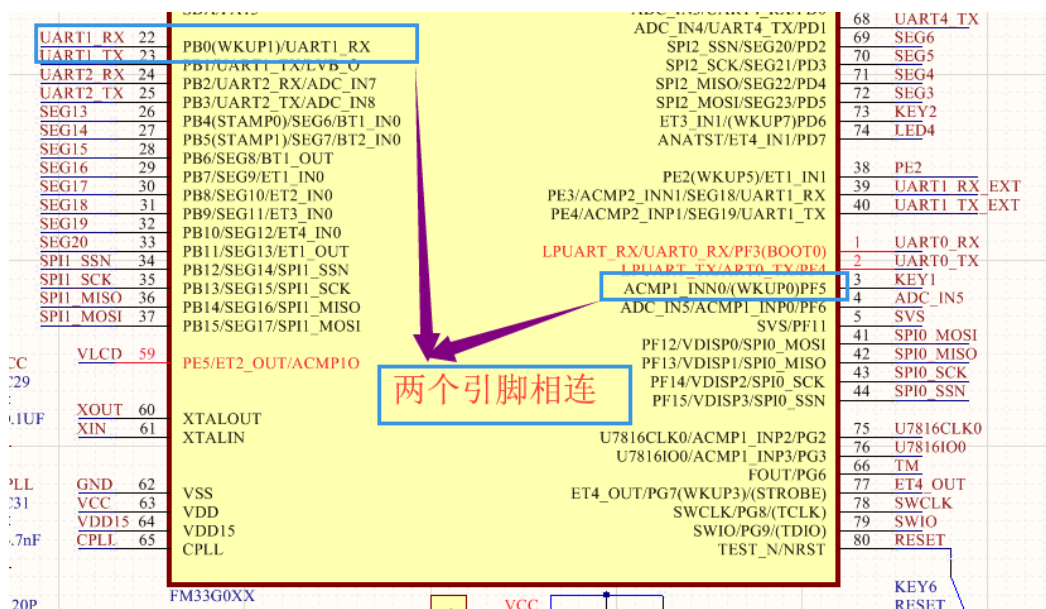 UART1_RX 22 PB0(WKUP1)/UART1_RX
UART1_TX 23 PB1/UART1_TX/LVB_O
UART2_RX 24 PB2/UART2_RX/ADC_IN7
UART2_TX 25 PB3/UART2_TX/ADC_IN8
SEG13 26 PB4(STAMP0)/SEG6/BT1_IN0
SEG14 27 PB5(STAMP1)/SEG7/BT2_IN0
SEG15 28 PB6/SEG8/BT1_OUT
SEG16 29 PB7/SEG9/ET1_IN0
SEG17 30 PB8/SEG10/ET2_IN0
SEG18 31 PB9/SEG11/ET3_IN0
SEG19 32 PB10/SEG12/ET4_IN0
SEG20 33 PB11/SEG13/ET1_OUT
SPI1_SSN 34 PB12/SEG14/SPI1_SSN
SPI1_SCK 35 PB13/SEG15/SPI1_SCK
SPI1_MISO 36 PB14/SEG16/SPI1_MISO
SPI1_MOSI 37 PB15/SEG17/SPI1_MOSI
VLCD 59 PE5/ET2_OUT/ACMP1O
XOUT 60 XTALOUT
XIN 61 XTALIN
GND 62 VSS
VCC 63 VDD
VDD15 64 VDD15
CPLL 65 CPLL
ADC_IN4/UART4_TX/PD1 68 UART4_TX
SPI2_SSN/SEG20/PD2 69 SEG6
SPI2_SCK/SEG21/PD3 70 SEG5
SPI2_MISO/SEG22/PD4 71 SEG4
SPI2_MOSI/SEG23/PD5 72 SEG3
ET3_IN1/(WKUP7)PD6 73 KEY2
ANATST/ET4_IN1/PD7 74 LED4
PE2(WKUP5)/ET1_IN1 38 PE2
PE3/ACMP2_INN1/SEG18/UART1_RX 39 UART1_RX_EXT
PE4/ACMP2_INP1/SEG19/UART1_TX 40 UART1_TX_EXT
LPUART_RX/UART0_RX/PF3(BOOT0) 1 UART0_RX
LPUART_TX/ART0_TX/PF4 2 UART0_TX
ACMP1_INN0/(WKUP0)PF5 3 KEY1
ADC_IN5/ACMP1_INP0/PF6 4 ADC_IN5
SVS/PF11 5 SVS
PF12/VDISP0/SPI0_MOSI 41 SPI0_MOSI
PF13/VDISP1/SPI0_MISO 42 SPI0_MISO
PF14/VDISP2/SPI0_SCK 43 SPI0_SCK
PF15/VDISP3/SPI0_SSN 44 SPI0_SSN
U7816CLK0/ACMP1_INP2/PG2 75 U7816CLK0
U7816IO0/ACMP1_INP3/PG3 76 U7816IO0
FOUT/PG6 66 TM
ET4_OUT/PG7(WKUP3)/(STROBE) 77 ET4_OUT
SWCLK/PG8/(TCLK) 78 SWCLK
SWIO/PG9/(TDIO) 79 SWIO
TEST_N/NRST 80 RESET
两个引脚相连
FM33G0XX
VCC
KEY6
RESET
20P